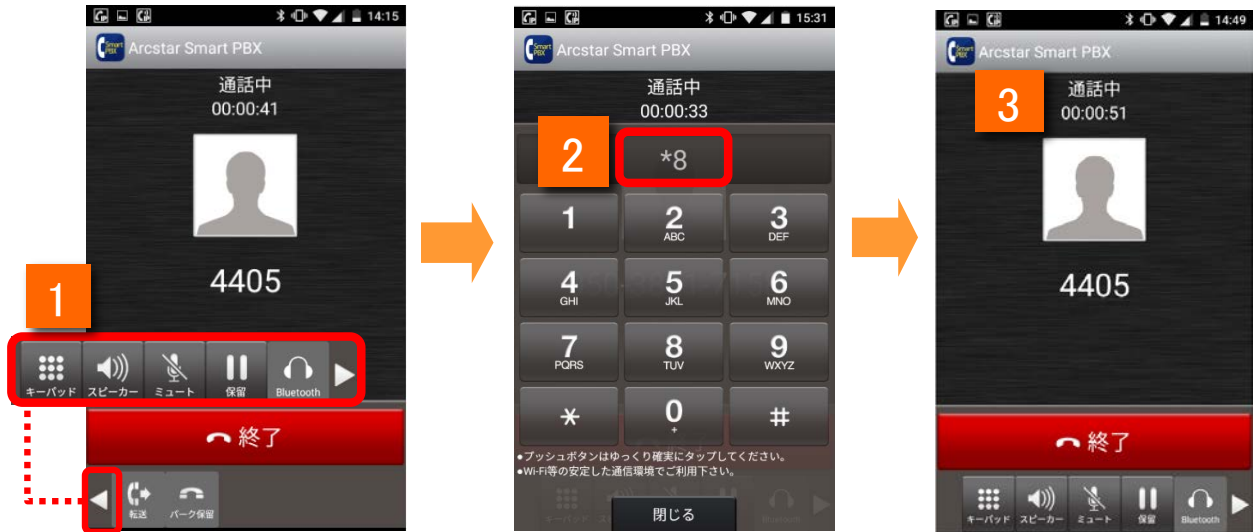 14:15
Arcstar Smart PBX
通話中
00:00:41
4405
1
キーパッド スピーカー ミュート 保留 Bluetooth
終了
転送 パーク保留
15:31
Arcstar Smart PBX
通話中
00:00:33
2
*8
1 2 3
ABC DEF
4 5 6
GHI JKL MNO
7 8 9
PQRS TUV WXYZ
* 0 #
+
●プッシュボタンはゆっくり確実にタップしてください。
●Wi-Fi等の安定した通信環境でご利用下さい。
閉じる
14:49
Arcstar Smart PBX
3
通話中
00:00:51
4405
終了
キーパッド スピーカー ミュート 保留 Bluetooth